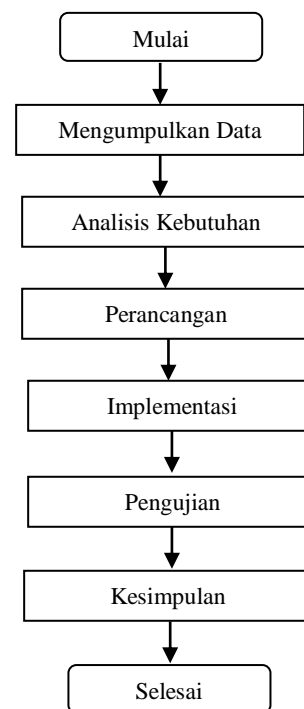 Mulai
Mengumpulkan Data
Analisis Kebutuhan
Perancangan
Implementasi
Pengujian
Kesimpulan
Selesai